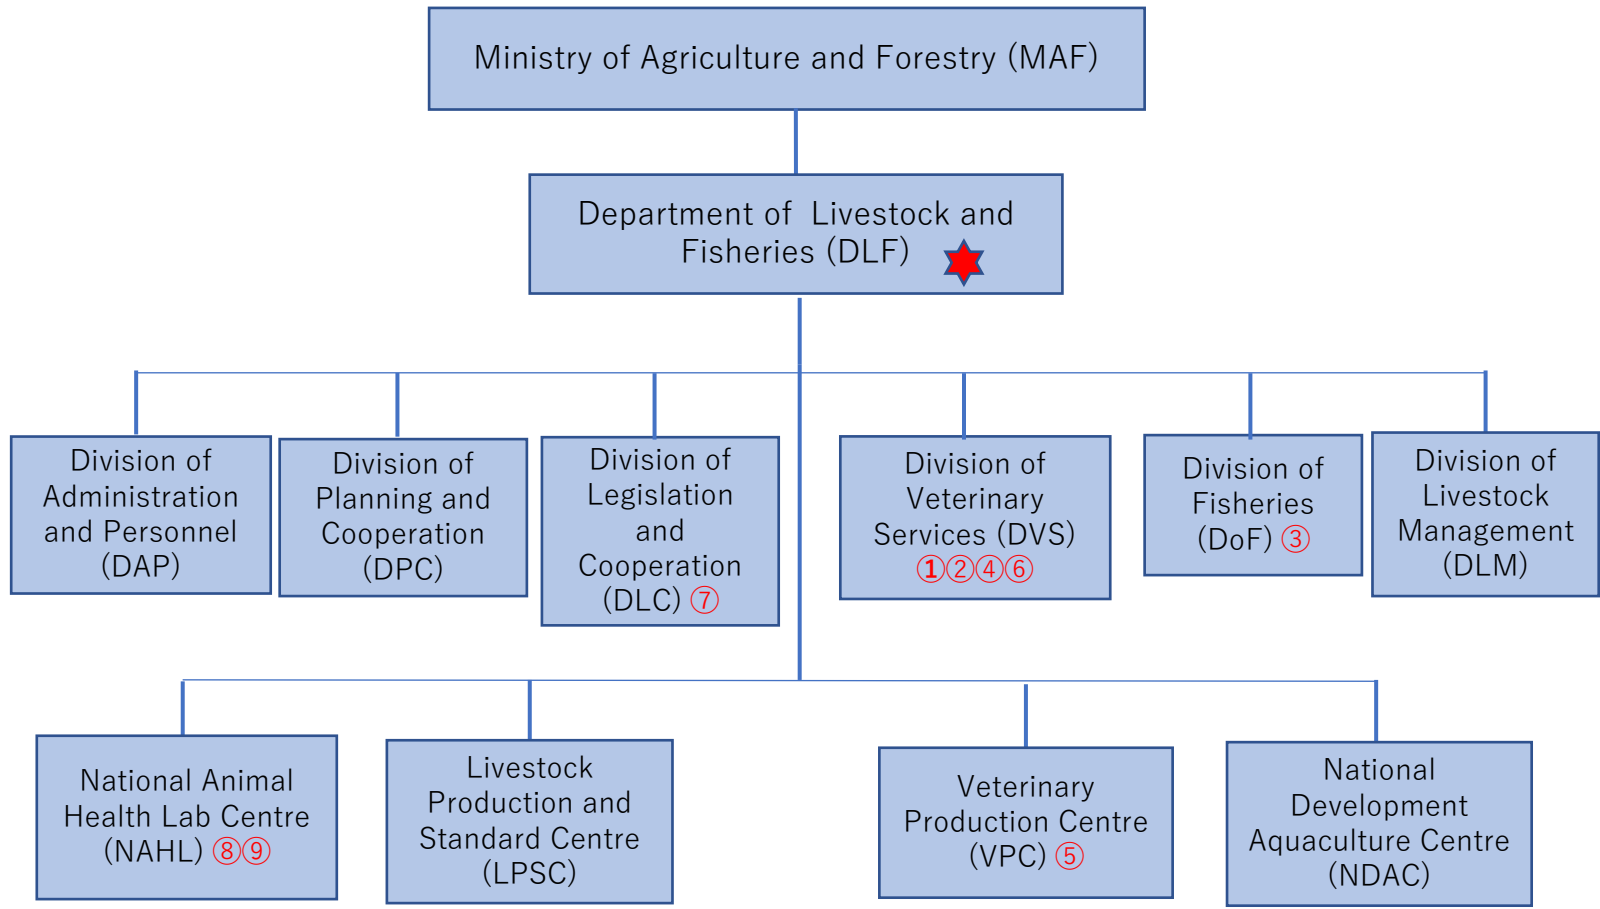 Ministry of Agriculture and Forestry (MAF)
Department of Livestock and
Fisheries (DLF)
Division of
Administration
and Personnel
(DAP)
Division of
Planning and
Cooperation
(DPC)
Division of
Legislation
and
Cooperation
(DLC) ⑦
Division of
Veterinary
Services (DVS)
①②④⑥
Division of
Fisheries
(DoF) ③
Division of
Livestock
Management
(DLM)
National Animal
Health Lab Centre
(NAHL) ⑧⑨
Livestock
Production and
Standard Centre
(LPSC)
Veterinary
Production Centre
(VPC) ⑤
National
Development
Aquaculture Centre
(NDAC)